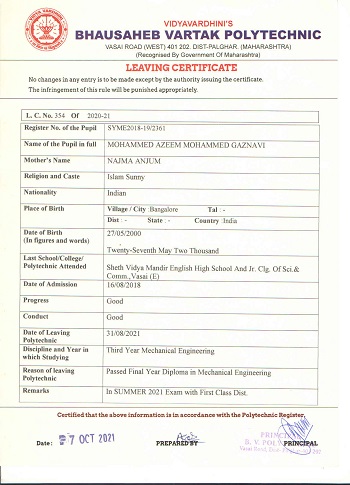 VIDYAVARDHINI'S
BHAUSAHEB VARTAK POLYTECHNIC
VASAI ROAD (WEST) 401 202. DIST-PALGHAR. (MAHARASHTRA)
(Recognised By Government Of Maharashtra)
LEAVING CERTIFICATE
No changes in any entry is to be made except by the authority issuing the certificate.
The infringement of this rule will be punished appropriately.
L. C. No. 354 Of 2020-21
Register No. of the Pupil SYME2018-19/2361
Name of the Pupil in full MOHAMMED AZEEM MOHAMMED GAZNAVI
Mother's Name NAJMA ANJUM
Religion and Caste Islam Sunny
Nationality Indian
Place of Birth Village / City :Bangalore Tal : -
Dist : - State : - Country :India
Date of Birth 27/05/2000
(In figures and words)
Twenty-Seventh May Two Thousand
Last School/College/
Polytechnic Attended Sheth Vidya Mandir English High School And Jr. Clg. Of Sci.&
Comm.,Vasai (E)
Date of Admission 16/08/2018
Progress Good
Conduct Good
Date of Leaving 31/08/2021
Polytechnic
Discipline and Year in Third Year Mechanical Engineering
which Studying
Reason of leaving Passed Final Year Diploma in Mechanical Engineering
Polytechnic
Remarks In SUMMER 2021 Exam with First Class Dist.
Certified that the above information is in accordance with the Polytechnic Register.
Date: 7 OCT 2021 PREPARED BY PRINCIPAL